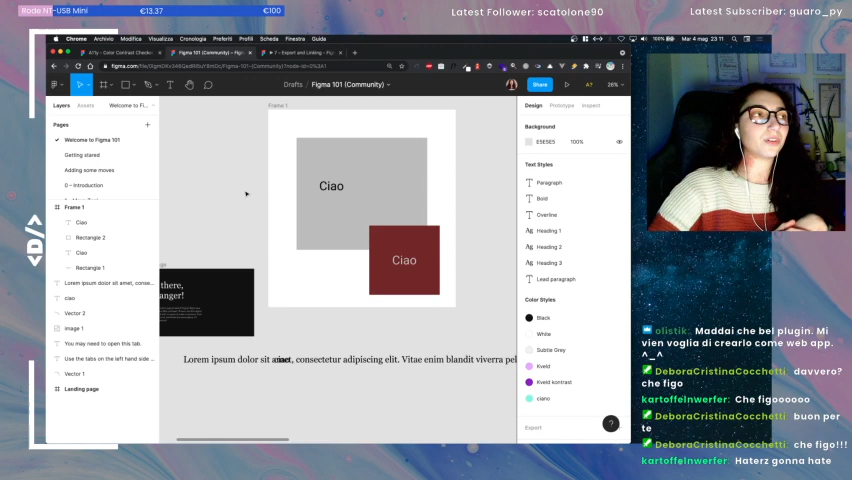 Rode NT-USB Mini €13.37 €100
Latest Follower: scatolone90
Latest Subscriber: guaro_py
Chrome Archivio Modifica Visualizza Cronologia Preferiti Profili Scheda Finestra Guida
100% Mar 4 mag 23 11
A11y - Color Contrast Checker
Figma 101 (Community) – Figma
7 - Export and Linking – Fig
Drafts / Figma 101 (Community)
Share
A?
26%
Layers Assets Welcome to Fi...
Pages
Welcome to Figma 101
Getting stared
Adding some moves
0 – Introduction
Frame 1
Ciao
Rectangle 2
Ciao
Rectangle 1
Lorem ipsum dolor sit amet, conse...
ciao
Vector 2
image 1
You may need to open this tab.
Use the tabs on the left hand side ...
Vector 1
Landing page
Frame 1
Ciao
Ciao
there,
anger!
Lorem ipsum dolor sit amet, consectetur adipiscing elit. Vitae enim blandit viverra pel
Design Prototype Inspect
Background
E5E5E5 100%
Text Styles
Paragraph
Bold
Overline
Ag Heading 1
Ag Heading 2
Ag Heading 3
Lead paragraph
Color Styles
Black
White
Subtle Grey
Kveld
Kveld kontrast
ciano
Export
?
<D/>
olistik: Maddai che bel plugin. Mi
vien voglia di crearlo come web app.
^_^
DeboraCristinaCocchetti: davvero?
che figo
kartoffelnwerfer: Che figoooooo
DeboraCristinaCocchetti: buon per
te
DeboraCristinaCocchetti: che figo!!!
kartoffelnwerfer: Haterz gonna hate